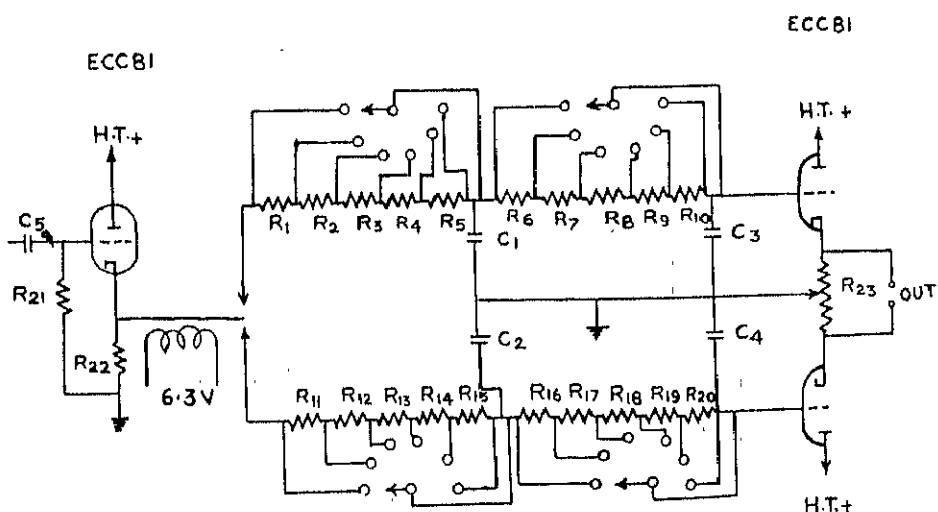 ECC81
ECC81
H.T.+
H.T.+
C5
R21
R22
6.3V
R1 R2 R3 R4 R5
R6 R7 R8 R9 R10
C1
C3
R23
OUT
C2
C4
R11 R12 R13 R14 R15
R16 R17 R18 R19 R20
H.T.+